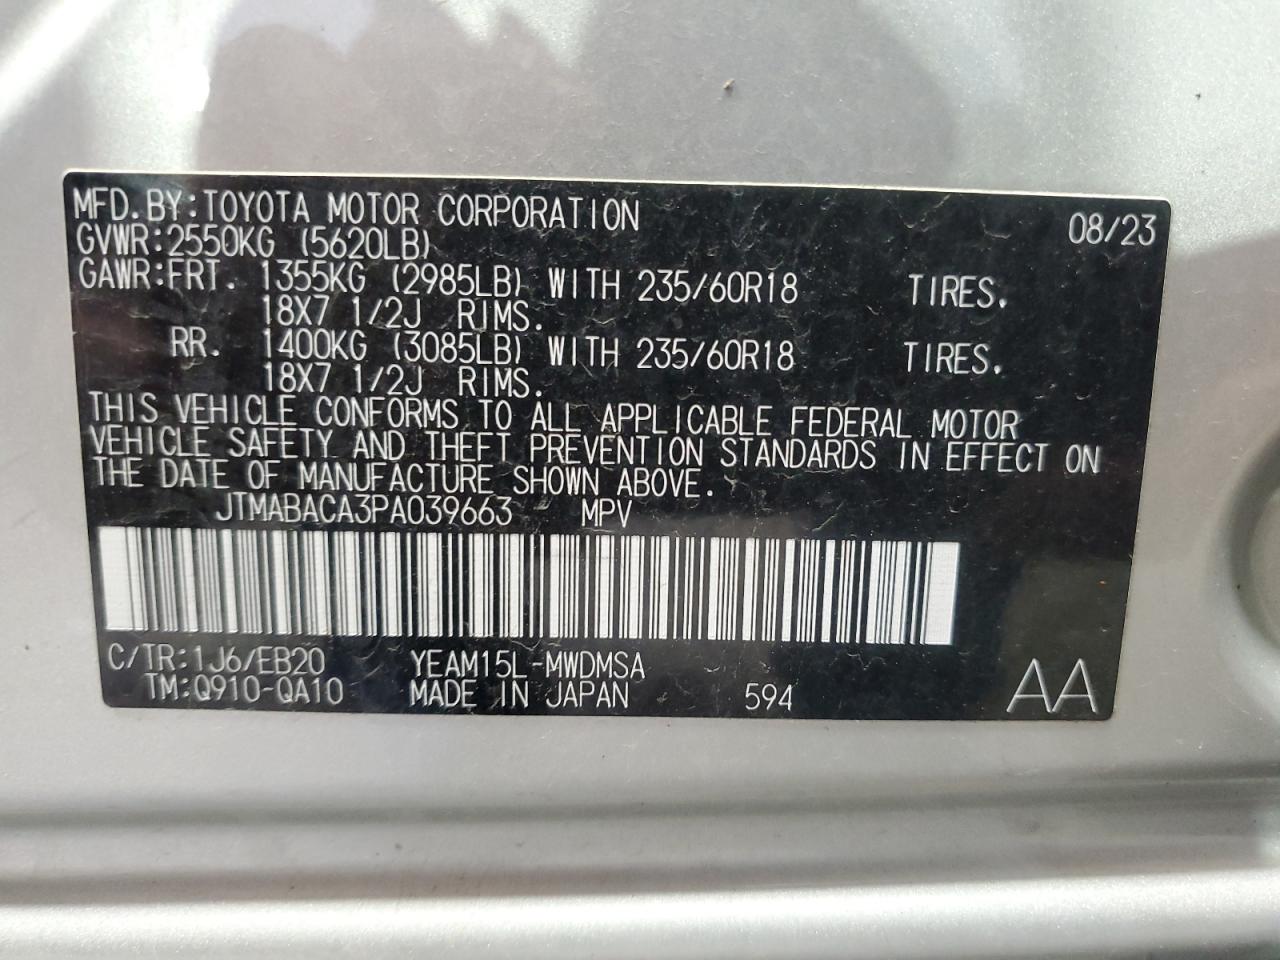 MFD.BY:TOYOTA MOTOR CORPORATION 08/23
GVWR:2550KG (5620LB)
GAWR:FRT. 1355KG (2985LB) WITH 235/60R18 TIRES.
18X7 1/2J RIMS.
RR. 1400KG (3085LB) WITH 235/60R18 TIRES.
18X7 1/2J RIMS.
THIS VEHICLE CONFORMS TO ALL APPLICABLE FEDERAL MOTOR
VEHICLE SAFETY AND THEFT PREVENTION STANDARDS IN EFFECT ON
THE DATE OF MANUFACTURE SHOWN ABOVE.
JTMABACA3PA039663 MPV
C/TR:1J6/EB20 YEAM15L-MWDMSA
TM:Q910-QA10 MADE IN JAPAN 594 AA